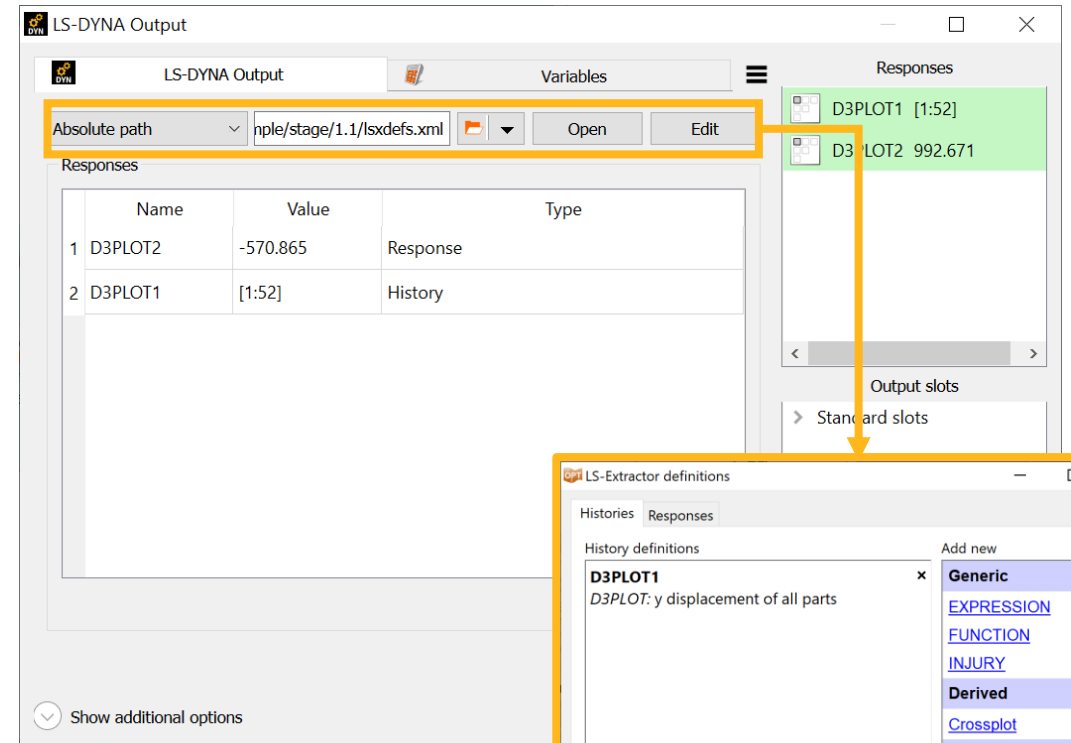 DYN LS-DYNA Output
DYN LS-DYNA Output Variables
Absolute path nple/stage/1.1/lsxdefs.xml Open Edit
Responses
Name Value Type
1 D3PLOT2 -570.865 Response
2 D3PLOT1 [1:52] History
Show additional options
Responses
D3PLOT1 [1:52]
D3PLOT2 992.671
Output slots
Standard slots
OPT LS-Extractor definitions
Histories Responses
History definitions
D3PLOT1 ×
D3PLOT: y displacement of all parts
Add new
Generic
EXPRESSION
FUNCTION
INJURY
Derived
Crossplot